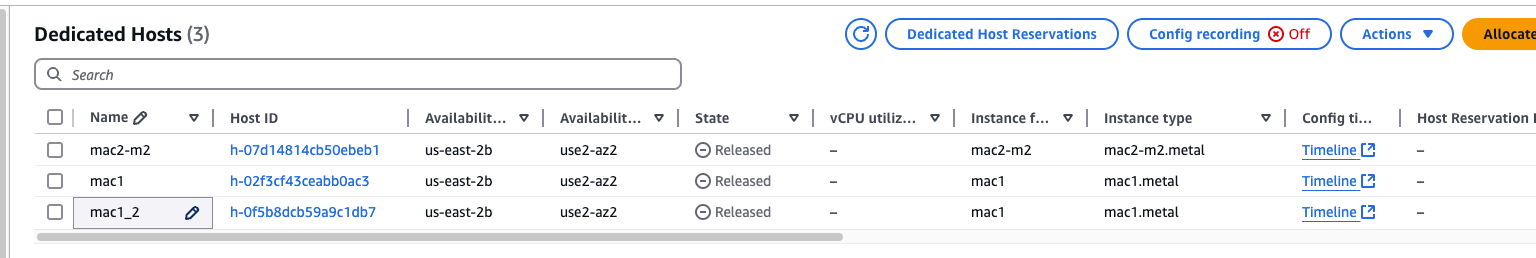 Dedicated Hosts (3) Dedicated Host Reservations Config recording Off Actions Allocate
Search
Name Host ID Availabilit... Availabilit... State vCPU utiliz... Instance f... Instance type Config ti... Host Reservation
mac2-m2 h-07d14814cb50ebeb1 us-east-2b use2-az2 Released – mac2-m2 mac2-m2.metal Timeline –
mac1 h-02f3cf43ceabb0ac3 us-east-2b use2-az2 Released – mac1 mac1.metal Timeline –
mac1_2 h-0f5b8dcb59a9c1db7 us-east-2b use2-az2 Released – mac1 mac1.metal Timeline –